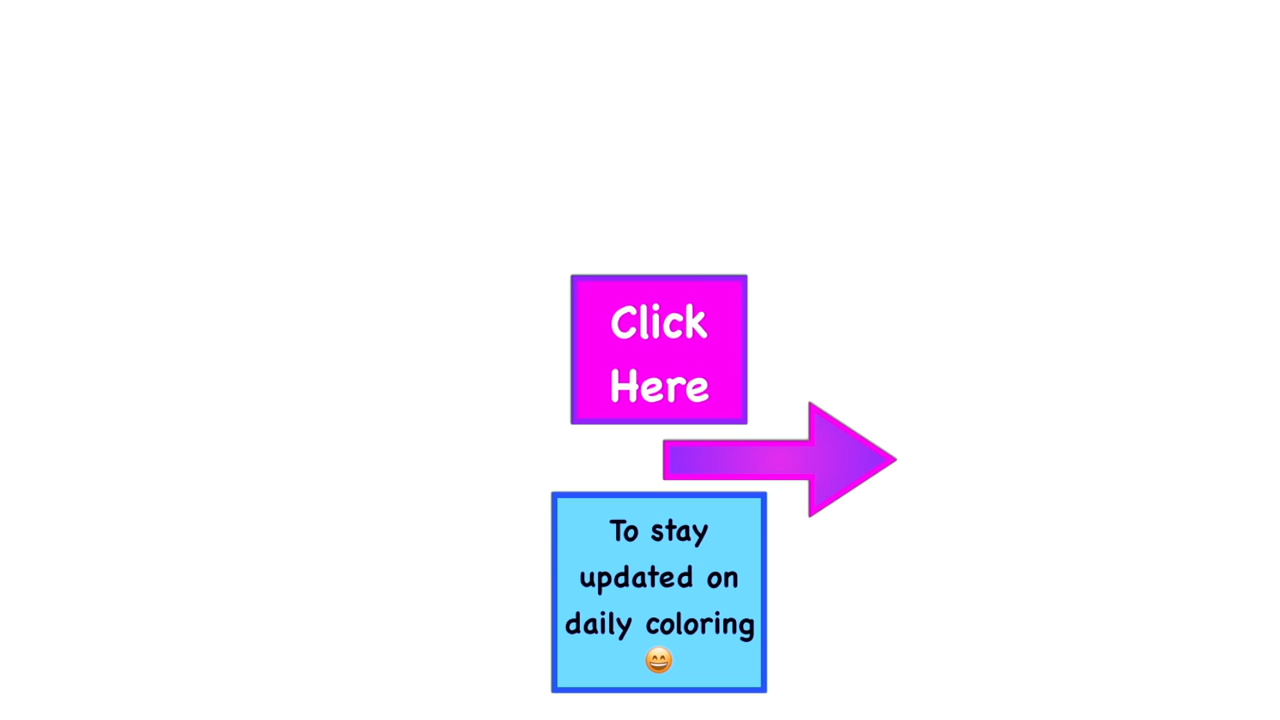 Click
Here
To stay
updated on
daily coloring
😄